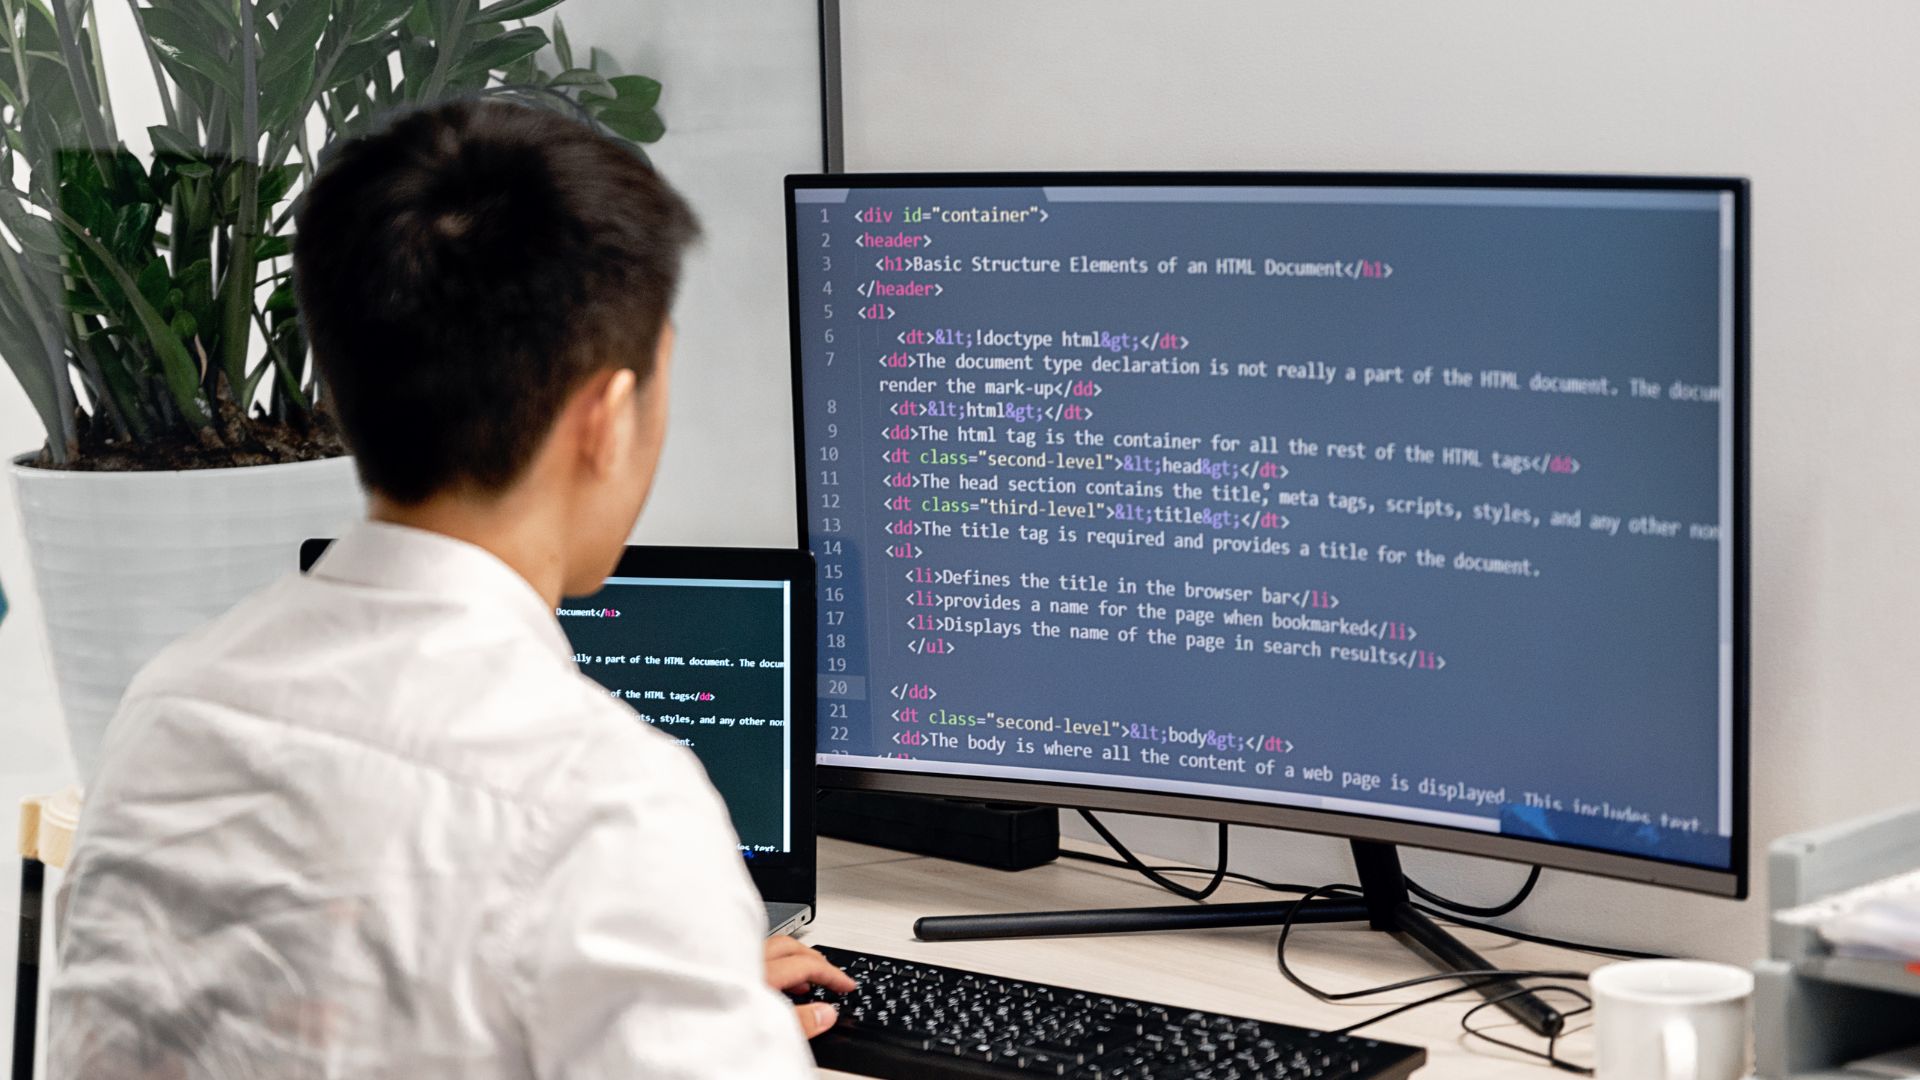 1 <div id="container">
2 <header>
3 <h1>Basic Structure Elements of an HTML Document</h1>
4 </header>
5 <dl>
6 <dt>&lt;!doctype html&gt;</dt>
7 <dd>The document type declaration is not really a part of the HTML document. The docum
render the mark-up</dd>
8 <dt>&lt;html&gt;</dt>
9 <dd>The html tag is the container for all the rest of the HTML tags</dd>
10 <dt class="second-level">&lt;head&gt;</dt>
11 <dd>The head section contains the title, meta tags, scripts, styles, and any other non
12 <dt class="third-level">&lt;title&gt;</dt>
13 <dd>The title tag is required and provides a title for the document.
14 <ul>
15 <li>Defines the title in the browser bar</li>
16 <li>provides a name for the page when bookmarked</li>
17 <li>Displays the name of the page in search results</li>
18 </ul>
19
20 </dd>
21 <dt class="second-level">&lt;body&gt;</dt>
22 <dd>The body is where all the content of a web page is displayed. This includes text,
Document</h1>
ally a part of the HTML document. The docum
of the HTML tags</dd>
pts, styles, and any other non
ment.
des text,